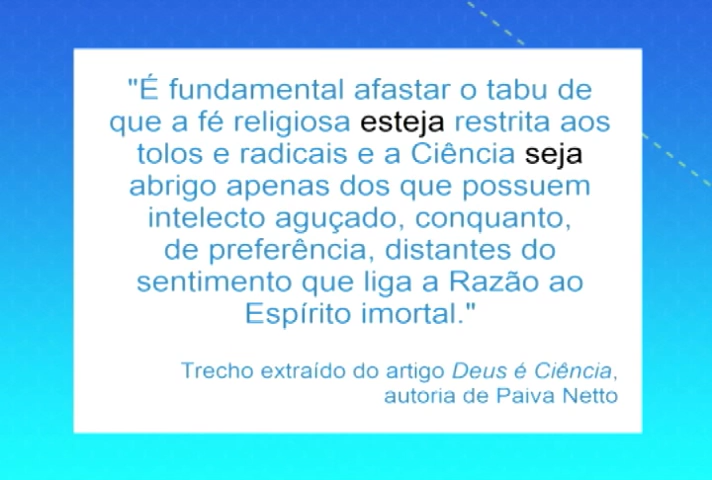 "É fundamental afastar o tabu de
que a fé religiosa esteja restrita aos
tolos e radicais e a Ciência seja
abrigo apenas dos que possuem
intelecto aguçado, conquanto,
de preferência, distantes do
sentimento que liga a Razão ao
Espírito imortal."
Trecho extraído do artigo Deus é Ciência,
autoria de Paiva Netto